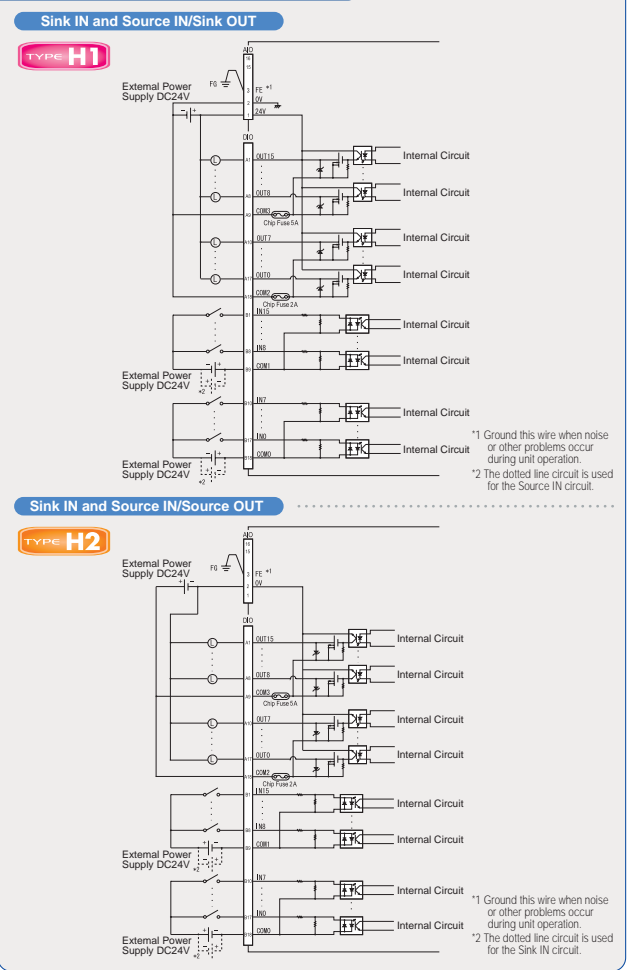 Sink IN and Source IN/Sink OUT
TYPE H1
AIO
16
15
External Power
Supply DC24V
FG
3 FE *1
2 0V
1 24V
- +
DIO
L A1 OUT15 Internal Circuit
L A8 OUT8 Internal Circuit
A9 COM3
Chip Fuse 5A
L A10 OUT7 Internal Circuit
L A17 OUT0 Internal Circuit
A18 COM2
Chip Fuse 2A
B1 IN15 Internal Circuit
B8 IN8 Internal Circuit
- +
B9 COM1
External Power
Supply DC24V
+ -
*2
B10 IN7 Internal Circuit
B17 IN0 Internal Circuit
- +
B18 COM0
External Power
Supply DC24V
+ -
*2
*1 Ground this wire when noise
or other problems occur
during unit operation.
*2 The dotted line circuit is used
for the Source IN circuit.
Sink IN and Source IN/Source OUT
TYPE H2
AIO
16
15
External Power
Supply DC24V
FG
3 FE *1
2 0V
1
+ -
DIO
L A1 OUT15 Internal Circuit
L A8 OUT8 Internal Circuit
A9 COM3
Chip Fuse 5A
L A10 OUT7 Internal Circuit
L A17 OUT0 Internal Circuit
A18 COM2
Chip Fuse 2A
B1 IN15 Internal Circuit
B8 IN8 Internal Circuit
+ -
B9 COM1
External Power
Supply DC24V
- +
*2
B10 IN7 Internal Circuit
B17 IN0 Internal Circuit
+ -
B18 COM0
External Power
Supply DC24V
- +
*2
*1 Ground this wire when noise
or other problems occur
during unit operation.
*2 The dotted line circuit is used
for the Sink IN circuit.